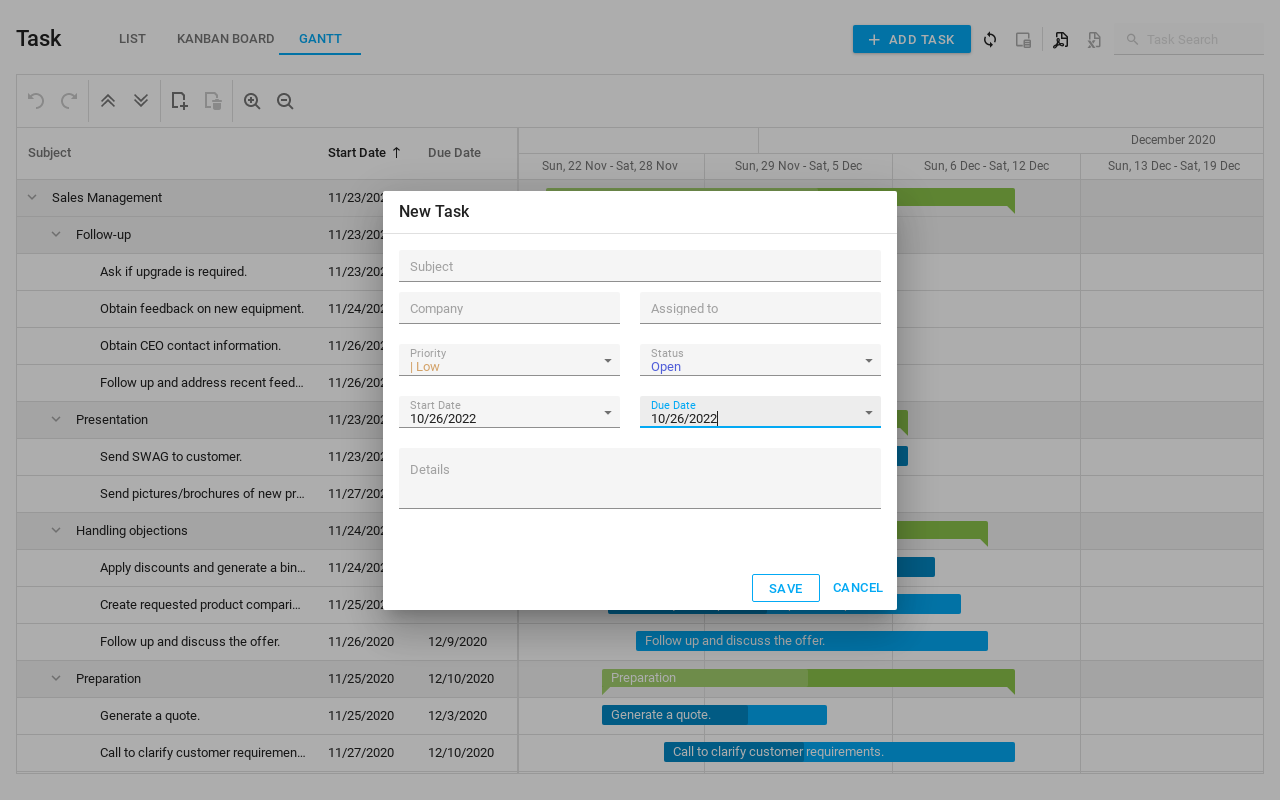 Task
LIST
KANBAN BOARD
GANTT
ADD TASK
Task Search
Subject
Start Date
Due Date
December 2020
Sun, 22 Nov - Sat, 28 Nov
Sun, 29 Nov - Sat, 5 Dec
Sun, 6 Dec - Sat, 12 Dec
Sun, 13 Dec - Sat, 19 Dec
Sales Management
11/23/202
Follow-up
11/23/202
Ask if upgrade is required.
11/23/202
Obtain feedback on new equipment.
11/24/202
Obtain CEO contact information.
11/26/202
Follow up and address recent feed...
11/26/202
Presentation
11/23/202
Send SWAG to customer.
11/23/202
Send pictures/brochures of new pr...
11/27/202
Handling objections
11/24/202
Apply discounts and generate a bin...
11/24/202
Create requested product compari...
11/25/202
Follow up and discuss the offer.
11/26/2020
12/9/2020
Follow up and discuss the offer.
Preparation
11/25/2020
12/10/2020
Preparation
Generate a quote.
11/25/2020
12/3/2020
Generate a quote.
Call to clarify customer requiremen...
11/27/2020
12/10/2020
Call to clarify customer requirements.
New Task
Subject
Company
Assigned to
Priority
| Low
Status
Open
Start Date
10/26/2022
Due Date
10/26/2022
Details
SAVE
CANCEL